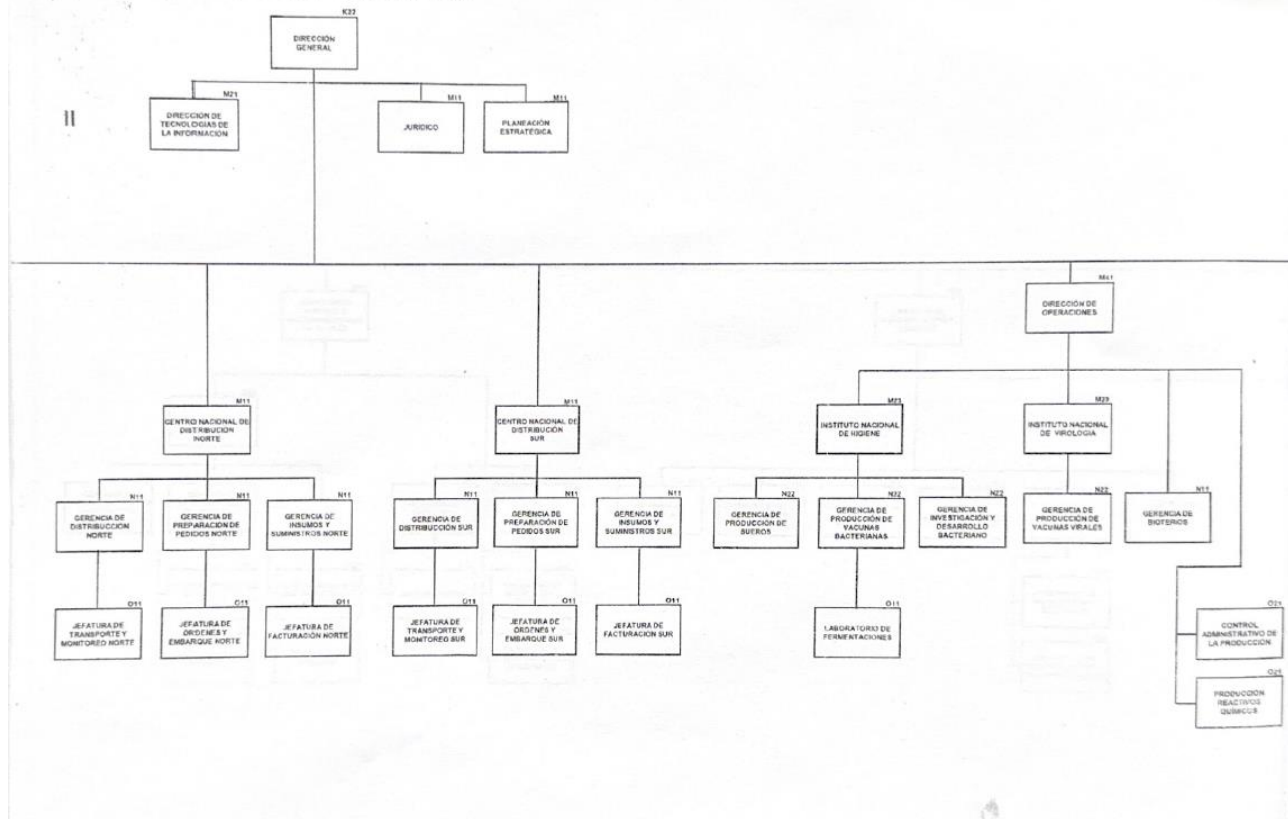 K22
DIRECCIÓN
GENERAL
M21
DIRECCIÓN DE
TECNOLOGIAS DE
LA INFORMACIÓN
M11
JURÍDICO
M11
PLANEACIÓN
ESTRATÉGICA
II
DIRECCIÓN DE
OPERACIONES
M11
CENTRO NACIONAL DE
DISTRIBUCIÓN
NORTE
M11
CENTRO NACIONAL DE
DISTRIBUCIÓN
SUR
M23
INSTITUTO NACIONAL
DE HIGIENE
M23
INSTITUTO NACIONAL
DE VIROLOGIA
N11
GERENCIA DE
DISTRIBUCCION
NORTE
N11
GERENCIA DE
PREPARACIÓN DE
PEDIDOS NORTE
N11
GERENCIA DE
INSUMOS Y
SUMINISTROS NORTE
N11
GERENCIA DE
DISTRIBUCCIÓN SUR
N11
GERENCIA DE
PREPARACIÓN DE
PEDIDOS SUR
N11
GERENCIA DE
INSUMOS Y
SUMINISTROS SUR
N22
GERENCIA DE
PRODUCCIÓN DE
SUEROS
N22
GERENCIA DE
PRODUCCIÓN DE
VACUNAS
BACTERIANAS
N22
GERENCIA DE
INVESTIGACIÓN Y
DESARROLLO
BACTERIANO
N22
GERENCIA DE
PRODUCCIÓN DE
VACUNAS VIRALES
N11
GERENCIA DE
BIOTERIOS
O11
JEFATURA DE
TRANSPORTE Y
MONITOREO NORTE
O11
JEFATURA DE
ÓRDENES Y
EMBARQUE NORTE
O11
JEFATURA DE
FACTURACIÓN NORTE
O11
JEFATURA DE
TRANSPORTE Y
MONITOREO SUR
O11
JEFATURA DE
ÓRDENES Y
EMBARQUE SUR
O11
JEFATURA DE
FACTURACION SUR
O11
LABORATORIO DE
FERMENTACIONES
O21
CONTROL
ADMINISTRATIVO DE
LA PRODUCCIÓN
O21
PRODUCCIÓN
REACTIVOS
QUÍMICOS